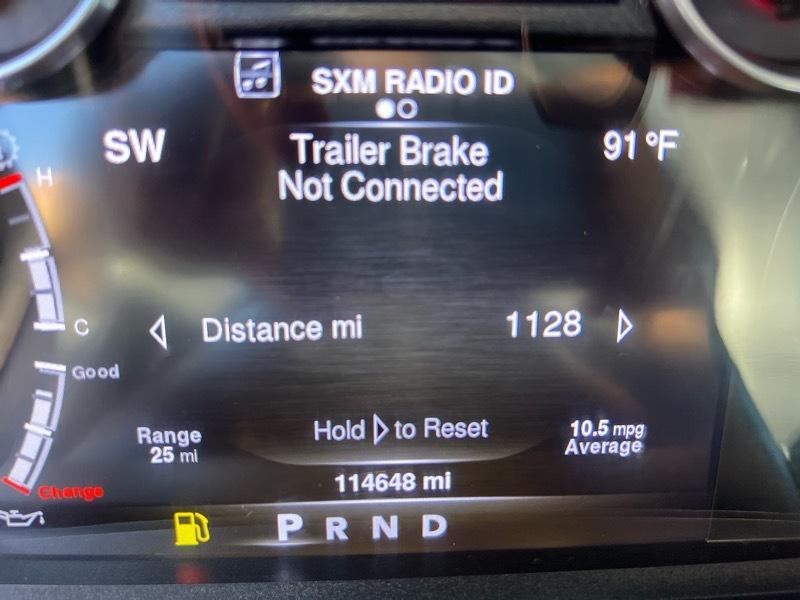 SXM RADIO ID
SW
Trailer Brake
Not Connected
91 °F
H
Distance mi 1128
C
Good
Range
25 mi
Hold ▷ to Reset
10.5 mpg
Average
114648 mi
Change
P R N D